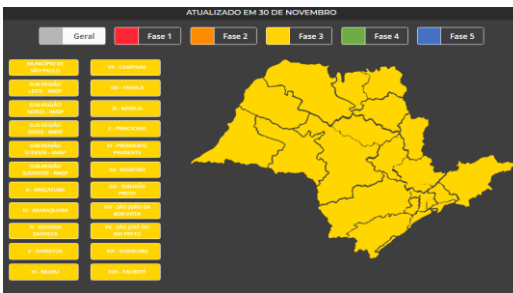 ATUALIZADO EM 30 DE NOVEMBRO
Geral
Fase 1
Fase 2
Fase 3
Fase 4
Fase 5
MUNICÍPIO DE
SÃO PAULO
VII - CAMPINAS
SUB-REGIÃO
LESTE - RMSP
VIII - FRANCA
SUB-REGIÃO
NORTE - RMSP
IX - MARÍLIA
SUB-REGIÃO
OESTE - RMSP
X - PIRACICABA
SUB-REGIÃO
SUDESTE - RMSP
XI - PRESIDENTE
PRUDENTE
SUB-REGIÃO
SUDOESTE - RMSP
XII - REGISTRO
II - ARAÇATUBA
XIII - RIBEIRÃO
PRETO
III - ARARAQUARA
XIV - SÃO JOÃO DA
BOA VISTA
IV - BAIXADA
SANTISTA
XV - SÃO JOSÉ DO
RIO PRETO
V - BARRETOS
XVI - SOROCABA
VI - BAURU
XVII - TAUBATÉ